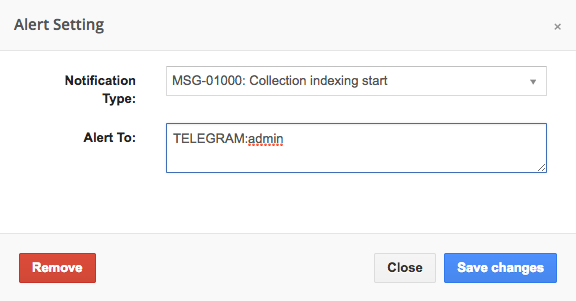 Alert Setting
×
Notification Type:
MSG-01000: Collection indexing start
Alert To:
TELEGRAM:admin
Remove
Close
Save changes